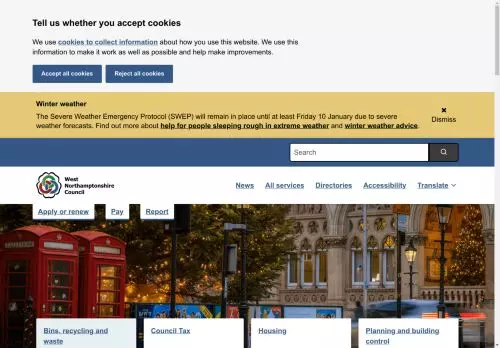 Tell us whether you accept cookies
We use cookies to collect information about how you use this website. We use this
information to make it work as well as possible and help make improvements.
Accept all cookies
Reject all cookies
Winter weather
The Severe Weather Emergency Protocol (SWEP) will remain in place until at least Friday 10 January due to severe
weather forecasts. Find out more about help for people sleeping rough in extreme weather and winter weather advice.
Dismiss
Search
West
Northamptonshire
Council
News
All services
Directories
Accessibility
Translate
Apply or renew
Pay
Report
Bins, recycling and
waste
Council Tax
Housing
Planning and building
control